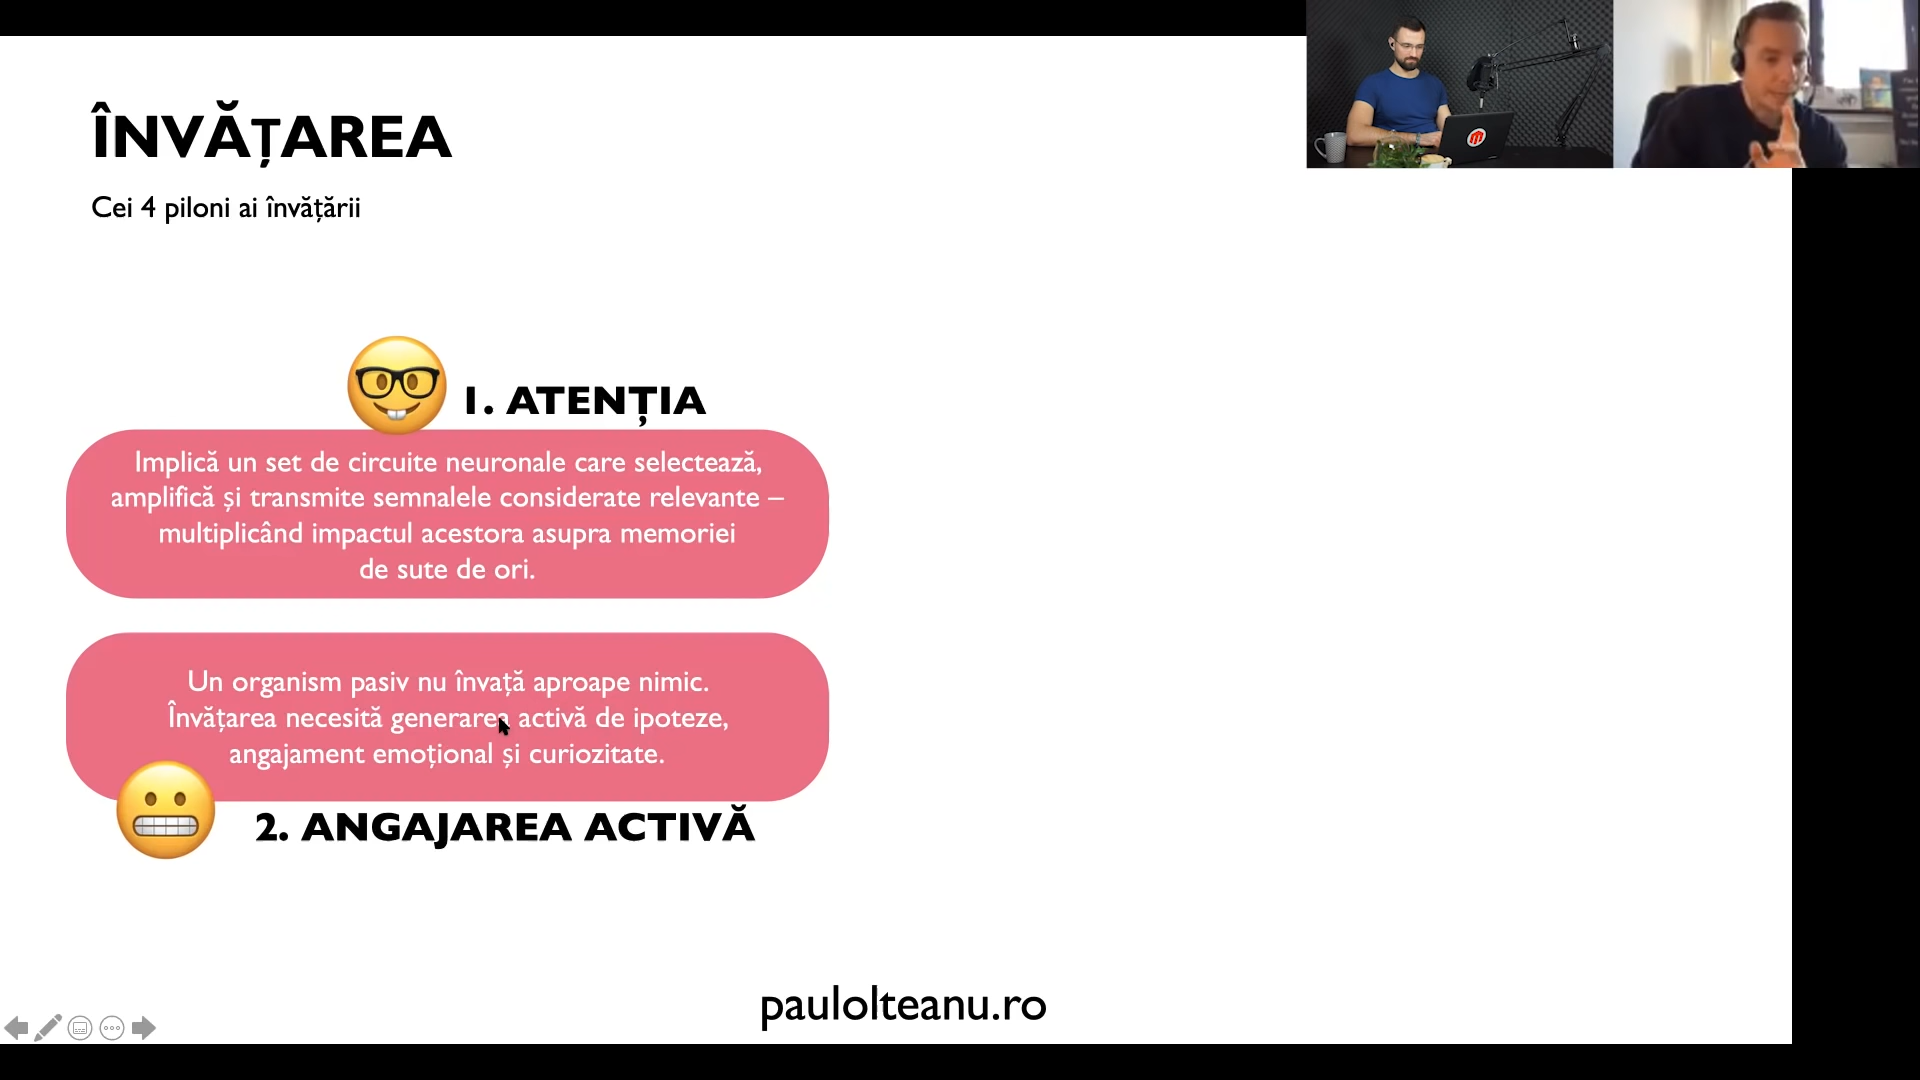 ÎNVĂȚAREA
Cei 4 piloni ai învățării
1. ATENȚIA
Implică un set de circuite neuronale care selectează,
amplifică și transmite semnalele considerate relevante –
multiplicând impactul acestora asupra memoriei
de sute de ori.
Un organism pasiv nu învață aproape nimic.
Învățarea necesită generarea activă de ipoteze,
angajament emoțional și curiozitate.
2. ANGAJAREA ACTIVĂ
paulolteanu.ro